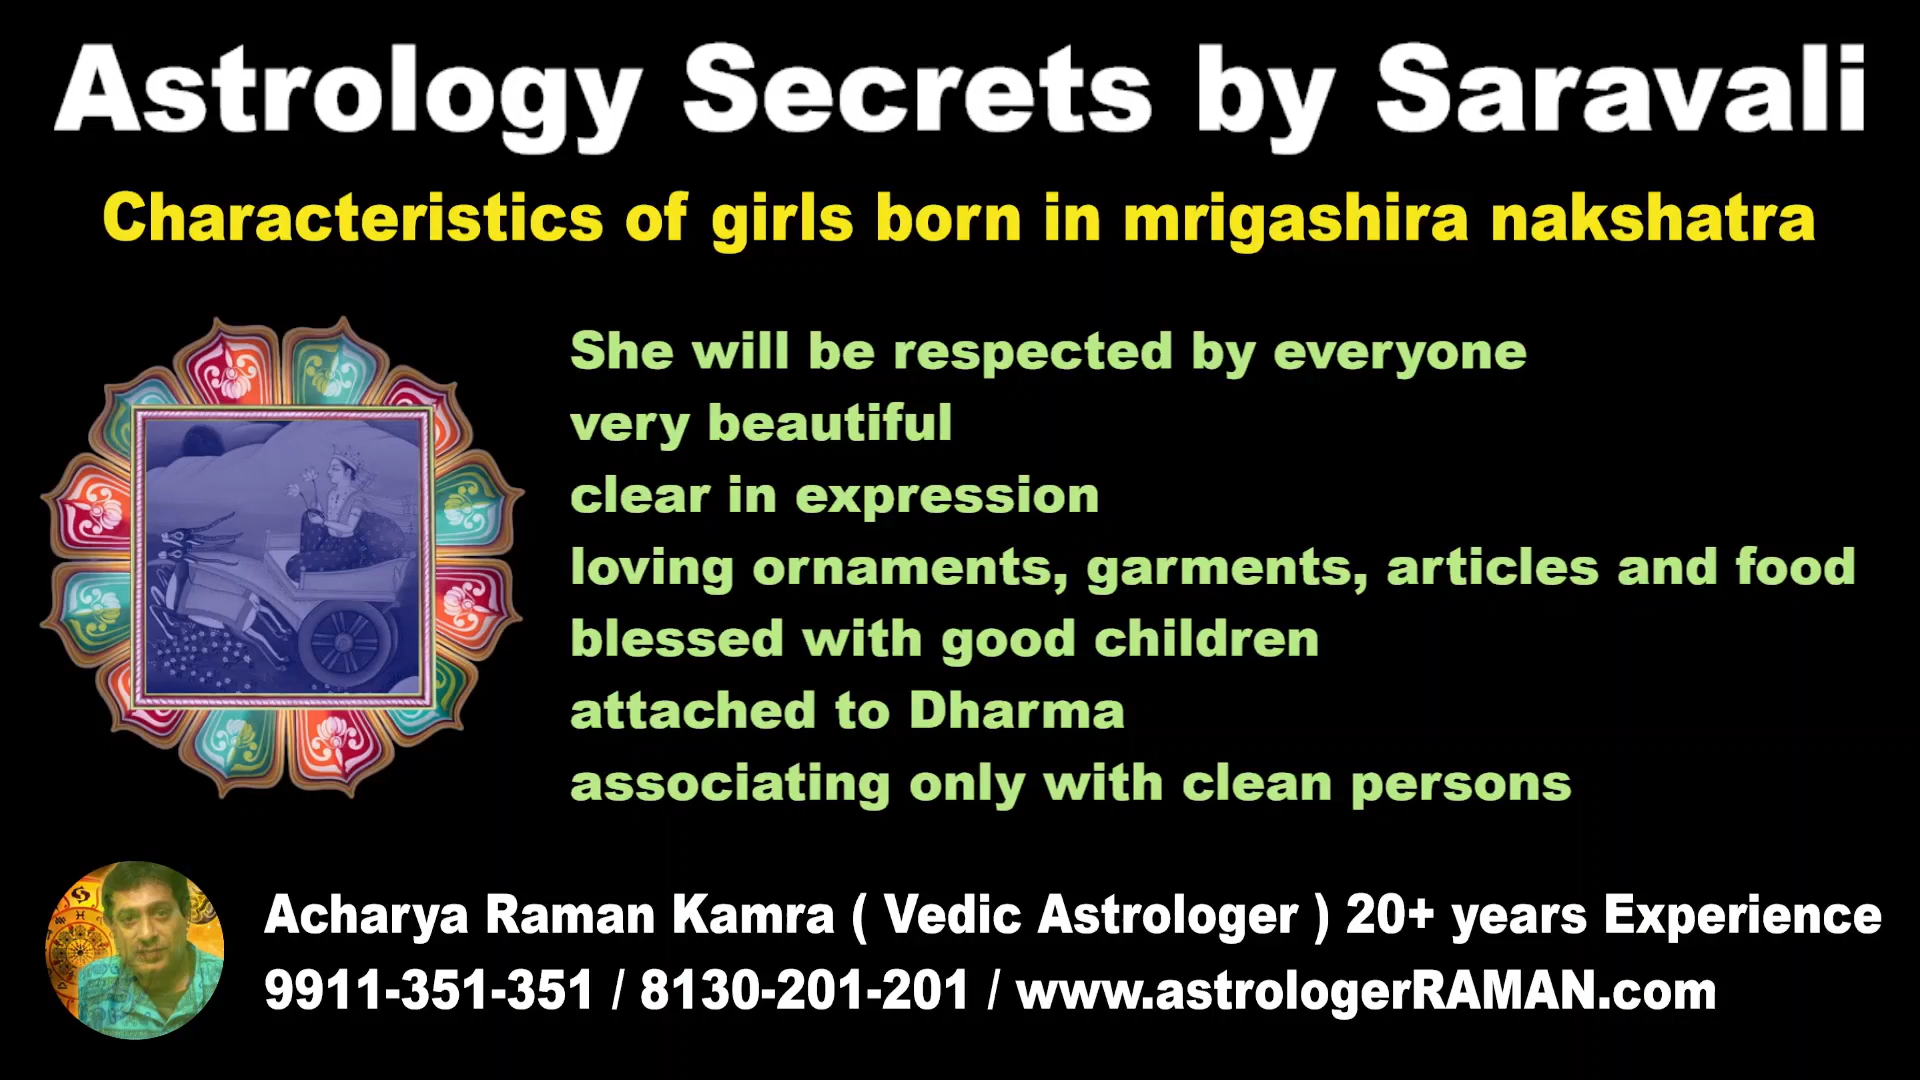 Astrology Secrets by Saravali
Characteristics of girls born in mrigashira nakshatra
She will be respected by everyone
very beautiful
clear in expression
loving ornaments, garments, articles and food
blessed with good children
attached to Dharma
associating only with clean persons
Acharya Raman Kamra ( Vedic Astrologer ) 20+ years Experience
9911-351-351 / 8130-201-201 / www.astrologerRAMAN.com